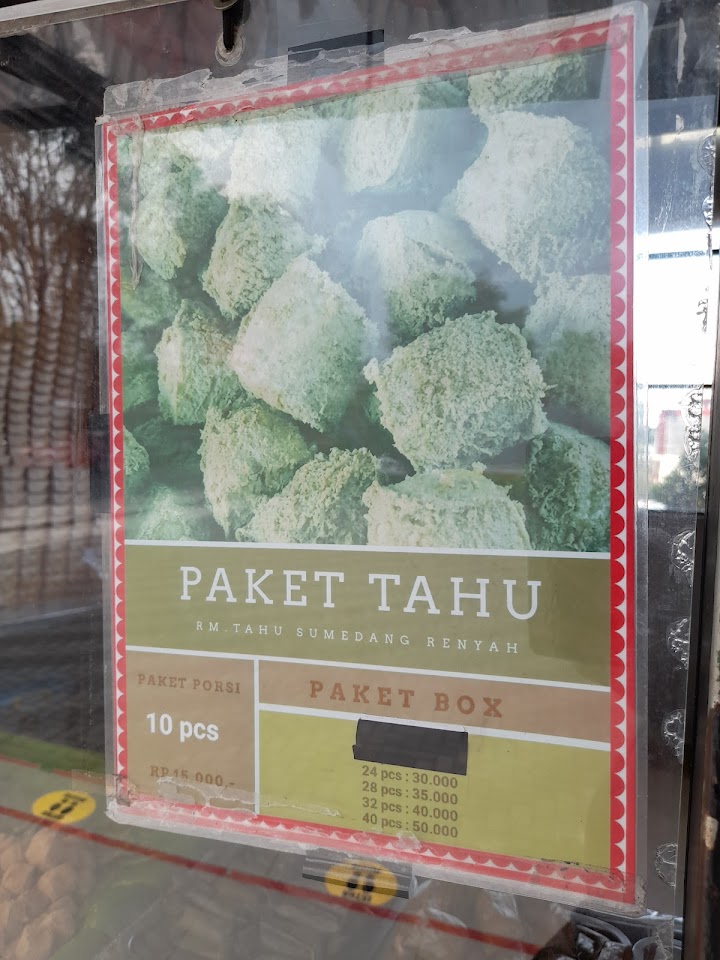 PAKET TAHU
RM.TAHU SUMEDANG RENYAH
PAKET PORSI
10 pcs
RP 15.000,-
PAKET BOX
24 pcs : 30.000
28 pcs : 35.000
32 pcs : 40.000
40 pcs : 50.000